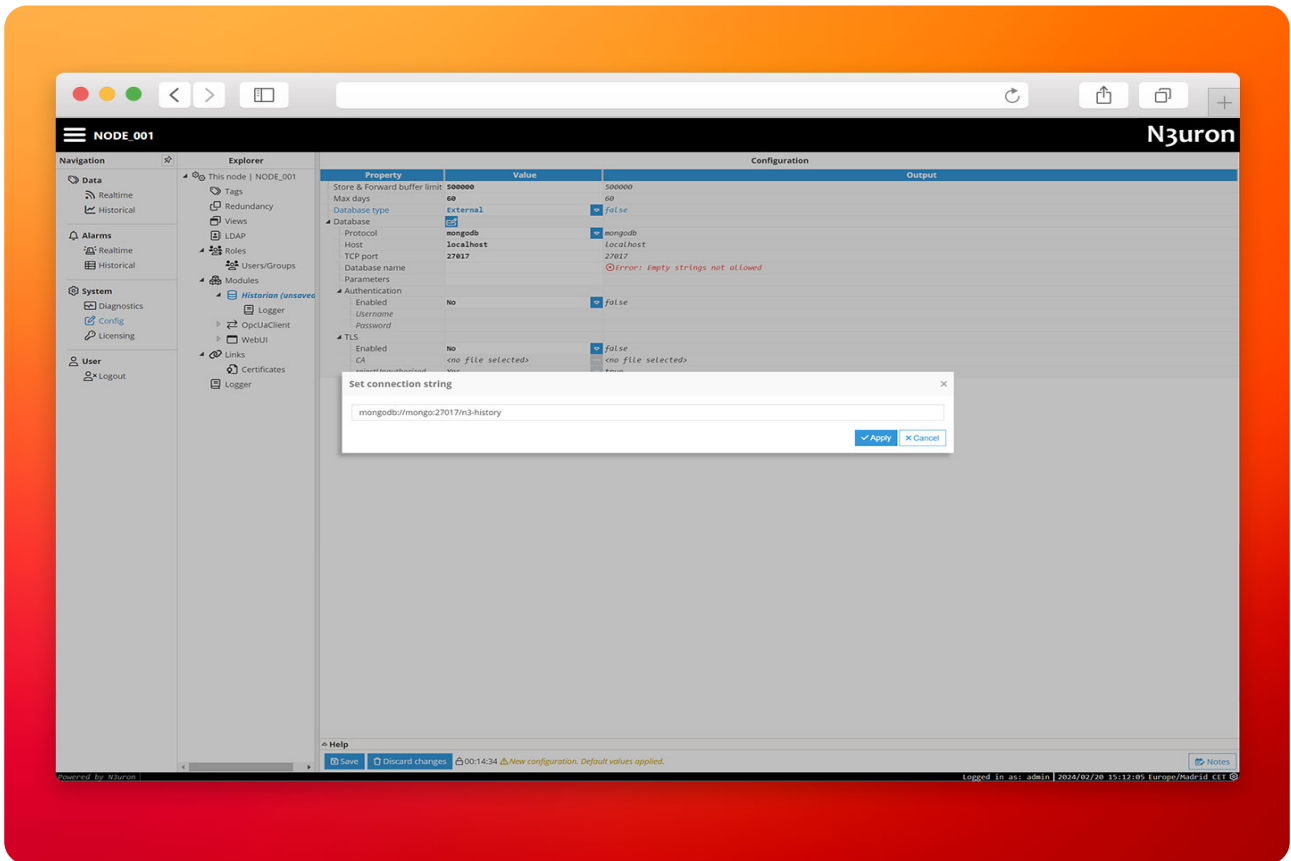 NODE_001
N3uron
Navigation
Data
Realtime
Historical
Alarms
Realtime
Historical
System
Diagnostics
Config
Licensing
User
Logout
Explorer
This node | NODE_001
Tags
Redundancy
Views
LDAP
Roles
Users/Groups
Modules
Historian (unsaved
Logger
OpcUaClient
WebUI
Links
Certificates
Logger
Configuration
Property Value Output
Store & Forward buffer limit 500000 500000
Max days 60 60
Database type External false
Database
Protocol mongodb mongodb
Host localhost localhost
TCP port 27017 27017
Database name Error: Empty strings not allowed
Parameters
Authentication
Enabled No false
Username
Password
TLS
Enabled No false
CA <no file selected> <no file selected>
rejectUnauthorized Yes true
Set connection string
mongodb://mongo:27017/n3-history
Apply Cancel
Help
Save Discard changes 00:14:34 New configuration. Default values applied. Notes
Powered by N3uron Logged in as: admin 2024/02/20 15:12:05 Europe/Madrid CET